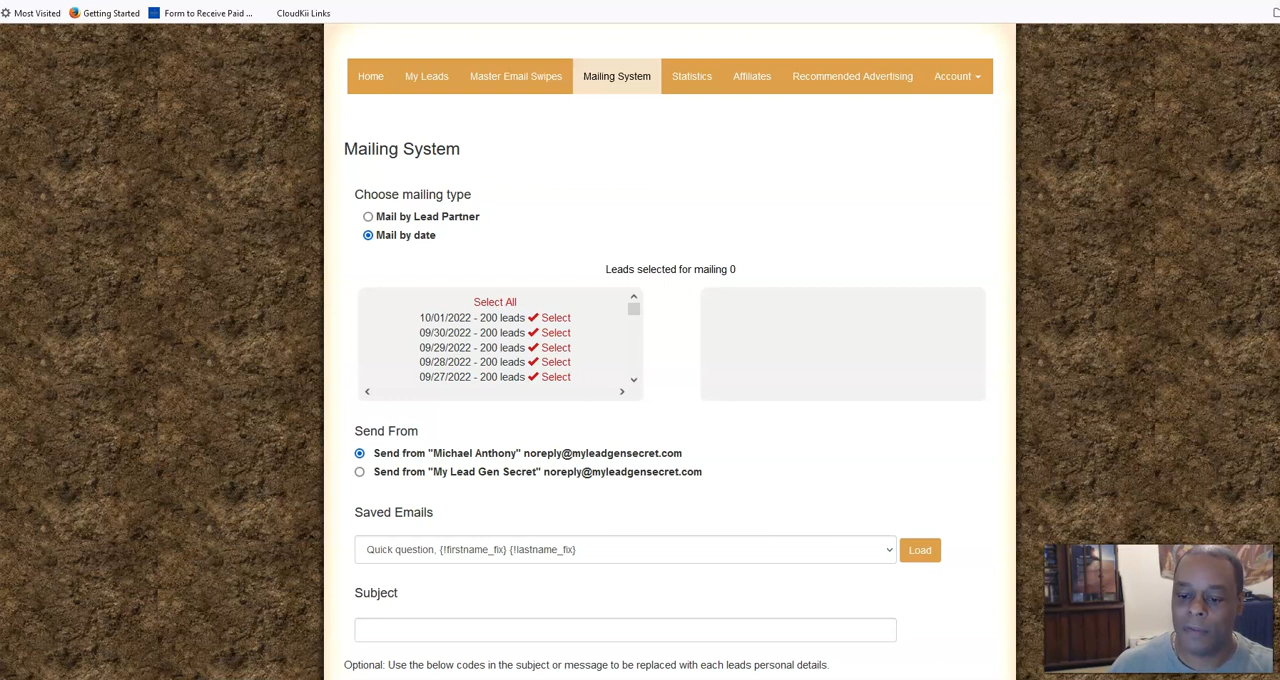 Most Visited Getting Started Form to Receive Paid ... CloudKii Links
Home My Leads Master Email Swipes Mailing System Statistics Affiliates Recommended Advertising Account
Mailing System
Choose mailing type
Mail by Lead Partner
Mail by date
Leads selected for mailing 0
Select All
10/01/2022 - 200 leads ✔ Select
09/30/2022 - 200 leads ✔ Select
09/29/2022 - 200 leads ✔ Select
09/28/2022 - 200 leads ✔ Select
09/27/2022 - 200 leads ✔ Select
Send From
Send from "Michael Anthony" noreply@myleadgensecret.com
Send from "My Lead Gen Secret" noreply@myleadgensecret.com
Saved Emails
Quick question, {!firstname_fix} {!lastname_fix}
Load
Subject
Optional: Use the below codes in the subject or message to be replaced with each leads personal details.